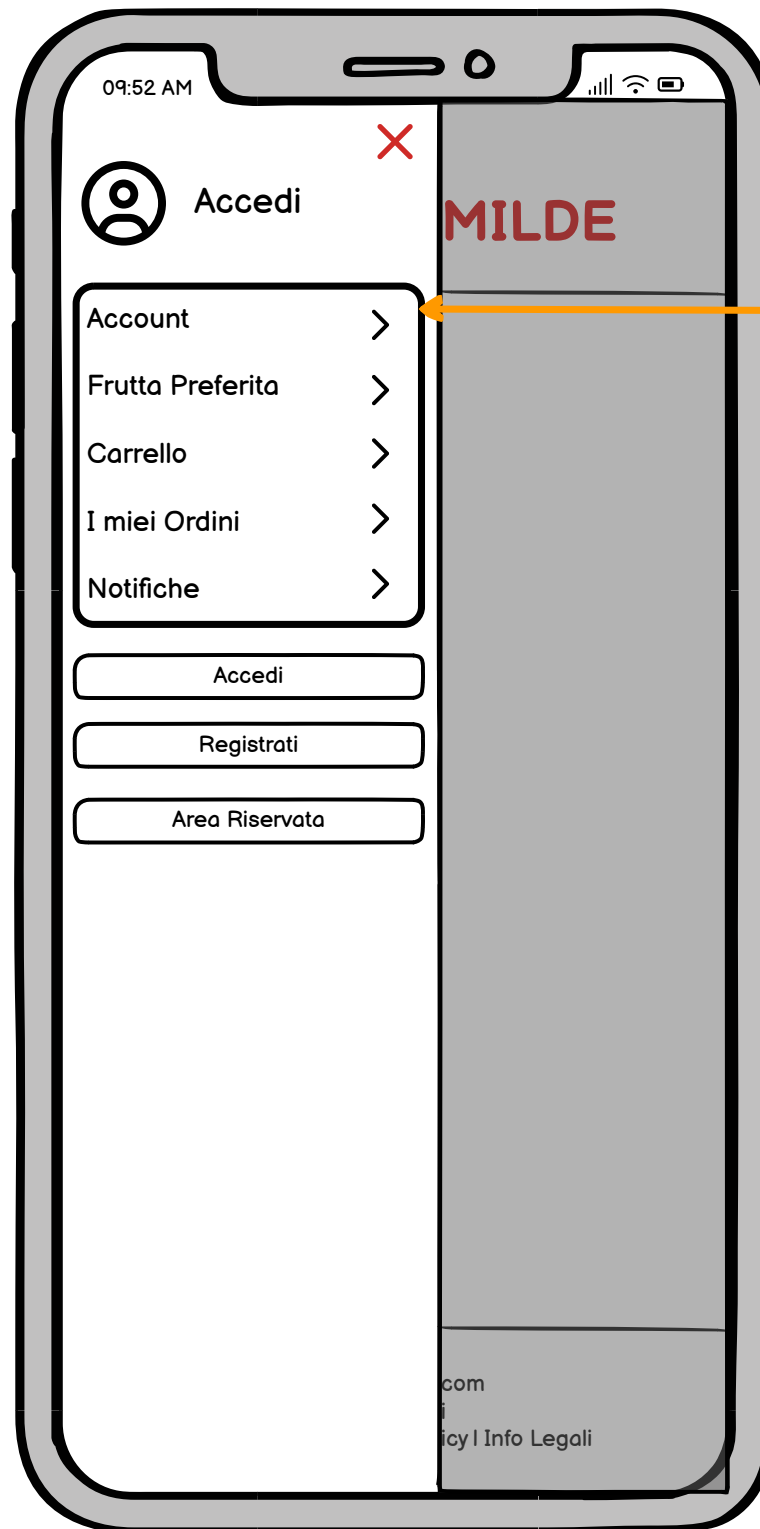 09:52 AM
Accedi
MILDE
Account
Frutta Preferita
Carrello
I miei Ordini
Notifiche
Accedi
Registrati
Area Riservata
com
i
icy | Info Legali